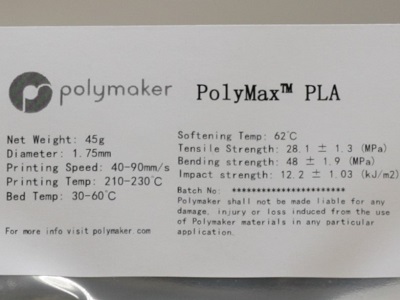 polymaker
PolyMax™ PLA
Net Weight: 45g
Diameter: 1.75mm
Printing Speed: 40-90mm/s
Printing Temp: 210-230℃
Bed Temp: 30-60℃
For more info visit polymaker.com
Softening Temp: 62℃
Tensile Strength: 28.1 ± 1.3 (MPa)
Bending strength: 48 ± 1.9 (MPa)
Impact strength: 12.2 ± 1.03 (kJ/m2)
Batch No: **********************
Polymaker shall not be made liable for any
damage, injury or loss induced from the use
of Polymaker materials in any particular
application.